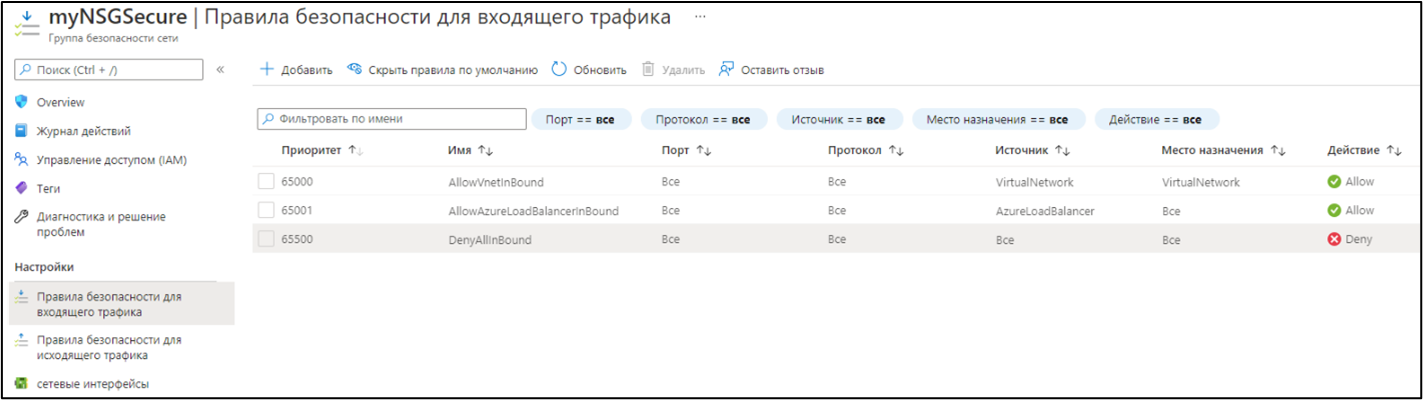 myNSGSecure | Правила безопасности для входящего трафика ...
Группа безопасности сети
Поиск (Ctrl + /)
«
Добавить
Скрыть правила по умолчанию
Обновить
Удалить
Оставить отзыв
Overview
Журнал действий
Управление доступом (IAM)
Теги
Диагностика и решение
проблем
Настройки
Правила безопасности для
входящего трафика
Правила безопасности для
исходящего трафика
сетевые интерфейсы
Фильтровать по имени
Порт == все
Протокол == все
Источник == все
Место назначения == все
Действие == все
Приоритет ↑↓ Имя ↑↓ Порт ↑↓ Протокол ↑↓ Источник ↑↓ Место назначения ↑↓ Действие ↑↓
65000 AllowVnetInBound Все Все VirtualNetwork VirtualNetwork Allow
65001 AllowAzureLoadBalancerInBound Все Все AzureLoadBalancer Все Allow
65500 DenyAllInBound Все Все Все Все Deny